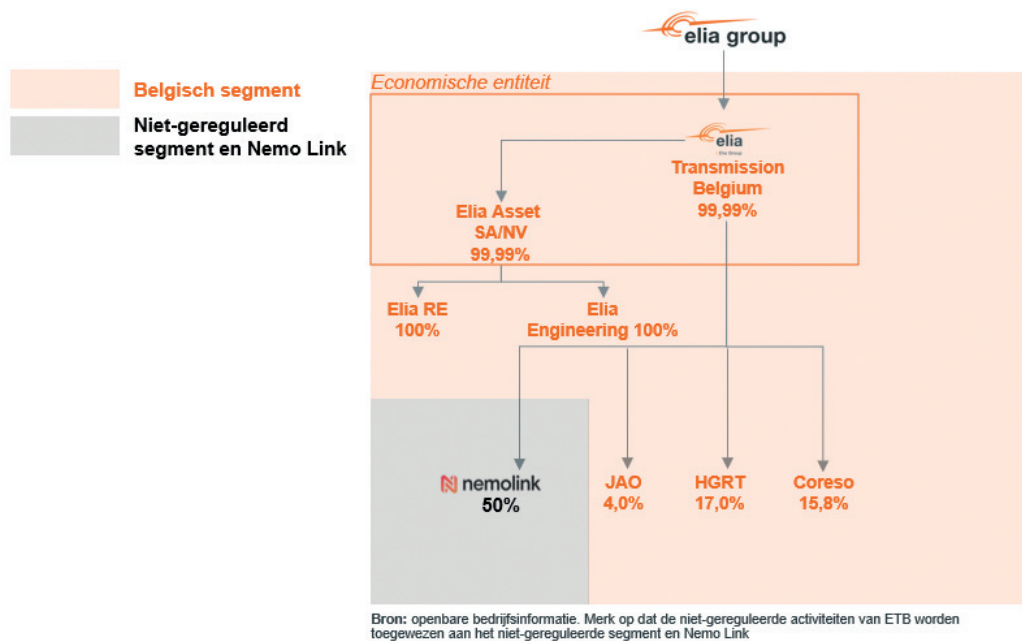 elia group
Belgisch segment
Niet-gereguleerd
segment en Nemo Link
Economische entiteit
elia
Elia Group
Transmission
Belgium
99,99%
Elia Asset
SA/NV
99,99%
Elia RE
100%
Elia
Engineering 100%
nemolink
50%
JAO
4,0%
HGRT
17,0%
Coreso
15,8%
Bron: openbare bedrijfsinformatie. Merk op dat de niet-reguleerde activiteiten van ETB worden
toegewezen aan het niet-gereguleerde segment en Nemo Link